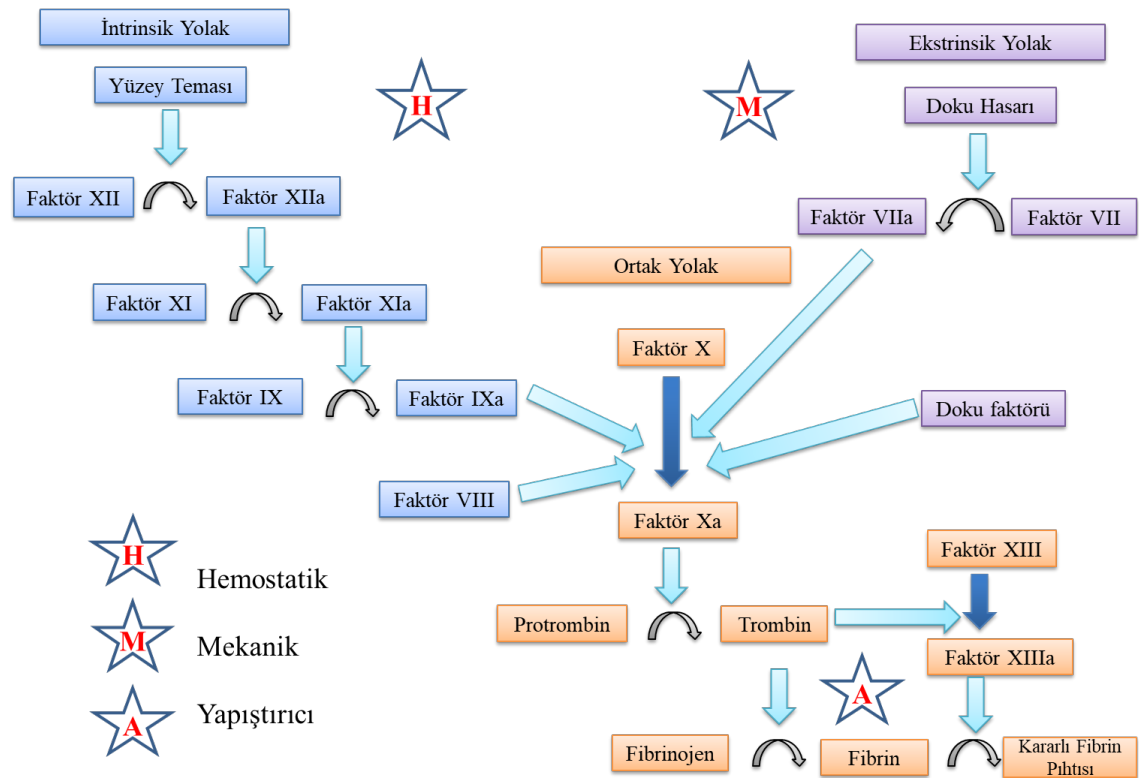 İntrinsik Yolak
Ekstrinsik Yolak
Yüzey Teması
H
M
Doku Hasarı
Faktör XII
Faktör XIIa
Faktör VIIa
Faktör VII
Ortak Yolak
Faktör XI
Faktör XIa
Faktör X
Faktör IX
Faktör IXa
Doku faktörü
Faktör VIII
Faktör Xa
H
Hemostatik
Faktör XIII
Protrombin
Trombin
M
Mekanik
Faktör XIIIa
A
A
Yapıştırıcı
Fibrinojen
Fibrin
Kararlı Fibrin
Pıhtısı